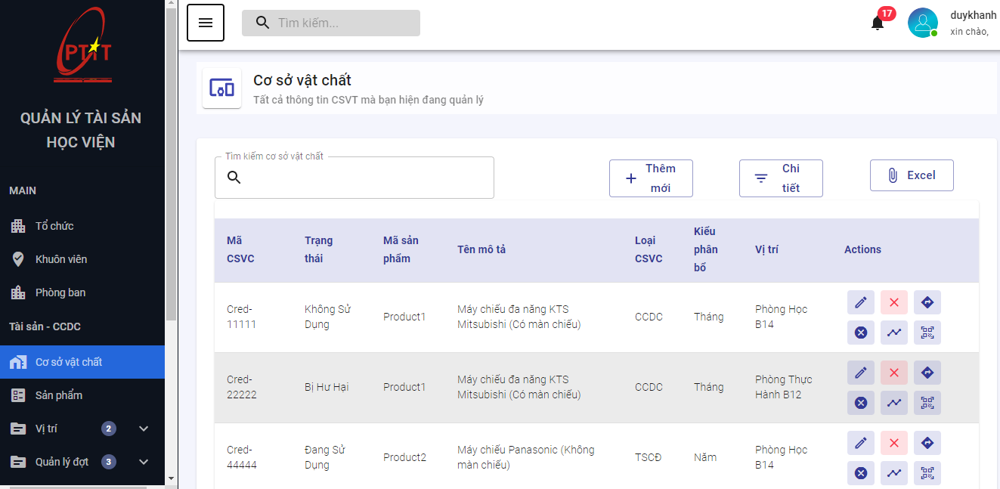 PTIT
QUẢN LÝ TÀI SẢN
HỌC VIỆN
MAIN
Tổ chức
Khuôn viên
Phòng ban
Tài sản - CCDC
Cơ sở vật chất
Sản phẩm
Vị trí 2
Quản lý đợt 3
Tìm kiếm...
17
duykhanh
xin chào,
Cơ sở vật chất
Tất cả thông tin CSVT mà bạn hiện đang quản lý
Tìm kiếm cơ sở vật chất
Thêm
mới
Chi
tiết
Excel
Mã
CSVC
Trạng
thái
Mã sản
phẩm
Tên mô tả
Loại
CSVC
Kiểu
phân
bổ
Vị trí
Actions
Cred-
11111
Không Sử
Dụng
Product1
Máy chiếu đa năng KTS
Mitsubishi (Có màn chiếu)
CCDC
Tháng
Phòng Học
B14
Cred-
22222
Bị Hư Hại
Product1
Máy chiếu đa năng KTS
Mitsubishi (Có màn chiếu)
CCDC
Tháng
Phòng Thực
Hành B12
Cred-
44444
Đang Sử
Dụng
Product2
Máy chiếu Panasonic (Không
màn chiếu)
TSCĐ
Năm
Phòng Học
B14